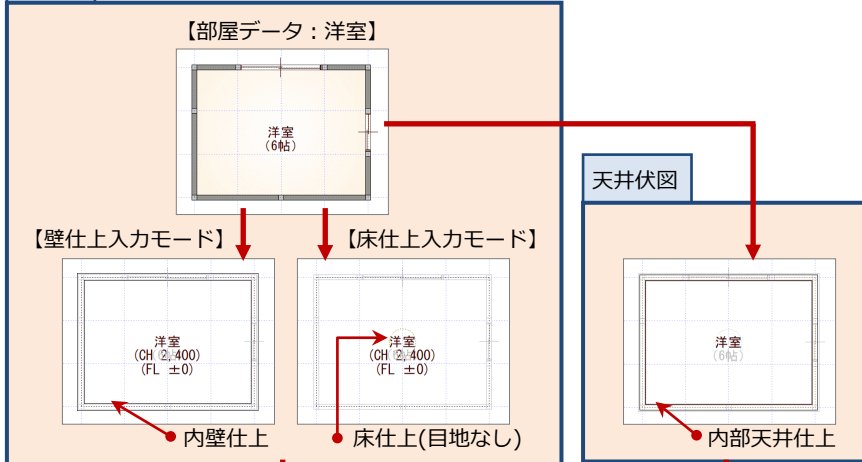 【部屋データ：洋室】
洋室
(6帖)
天井伏図
【壁仕上入力モード】
【床仕上入力モード】
洋室
(CH 2,400)
(FL ±0)
洋室
(CH 2,400)
(FL ±0)
洋室
(6帖)
内壁仕上
床仕上(目地なし)
内部天井仕上